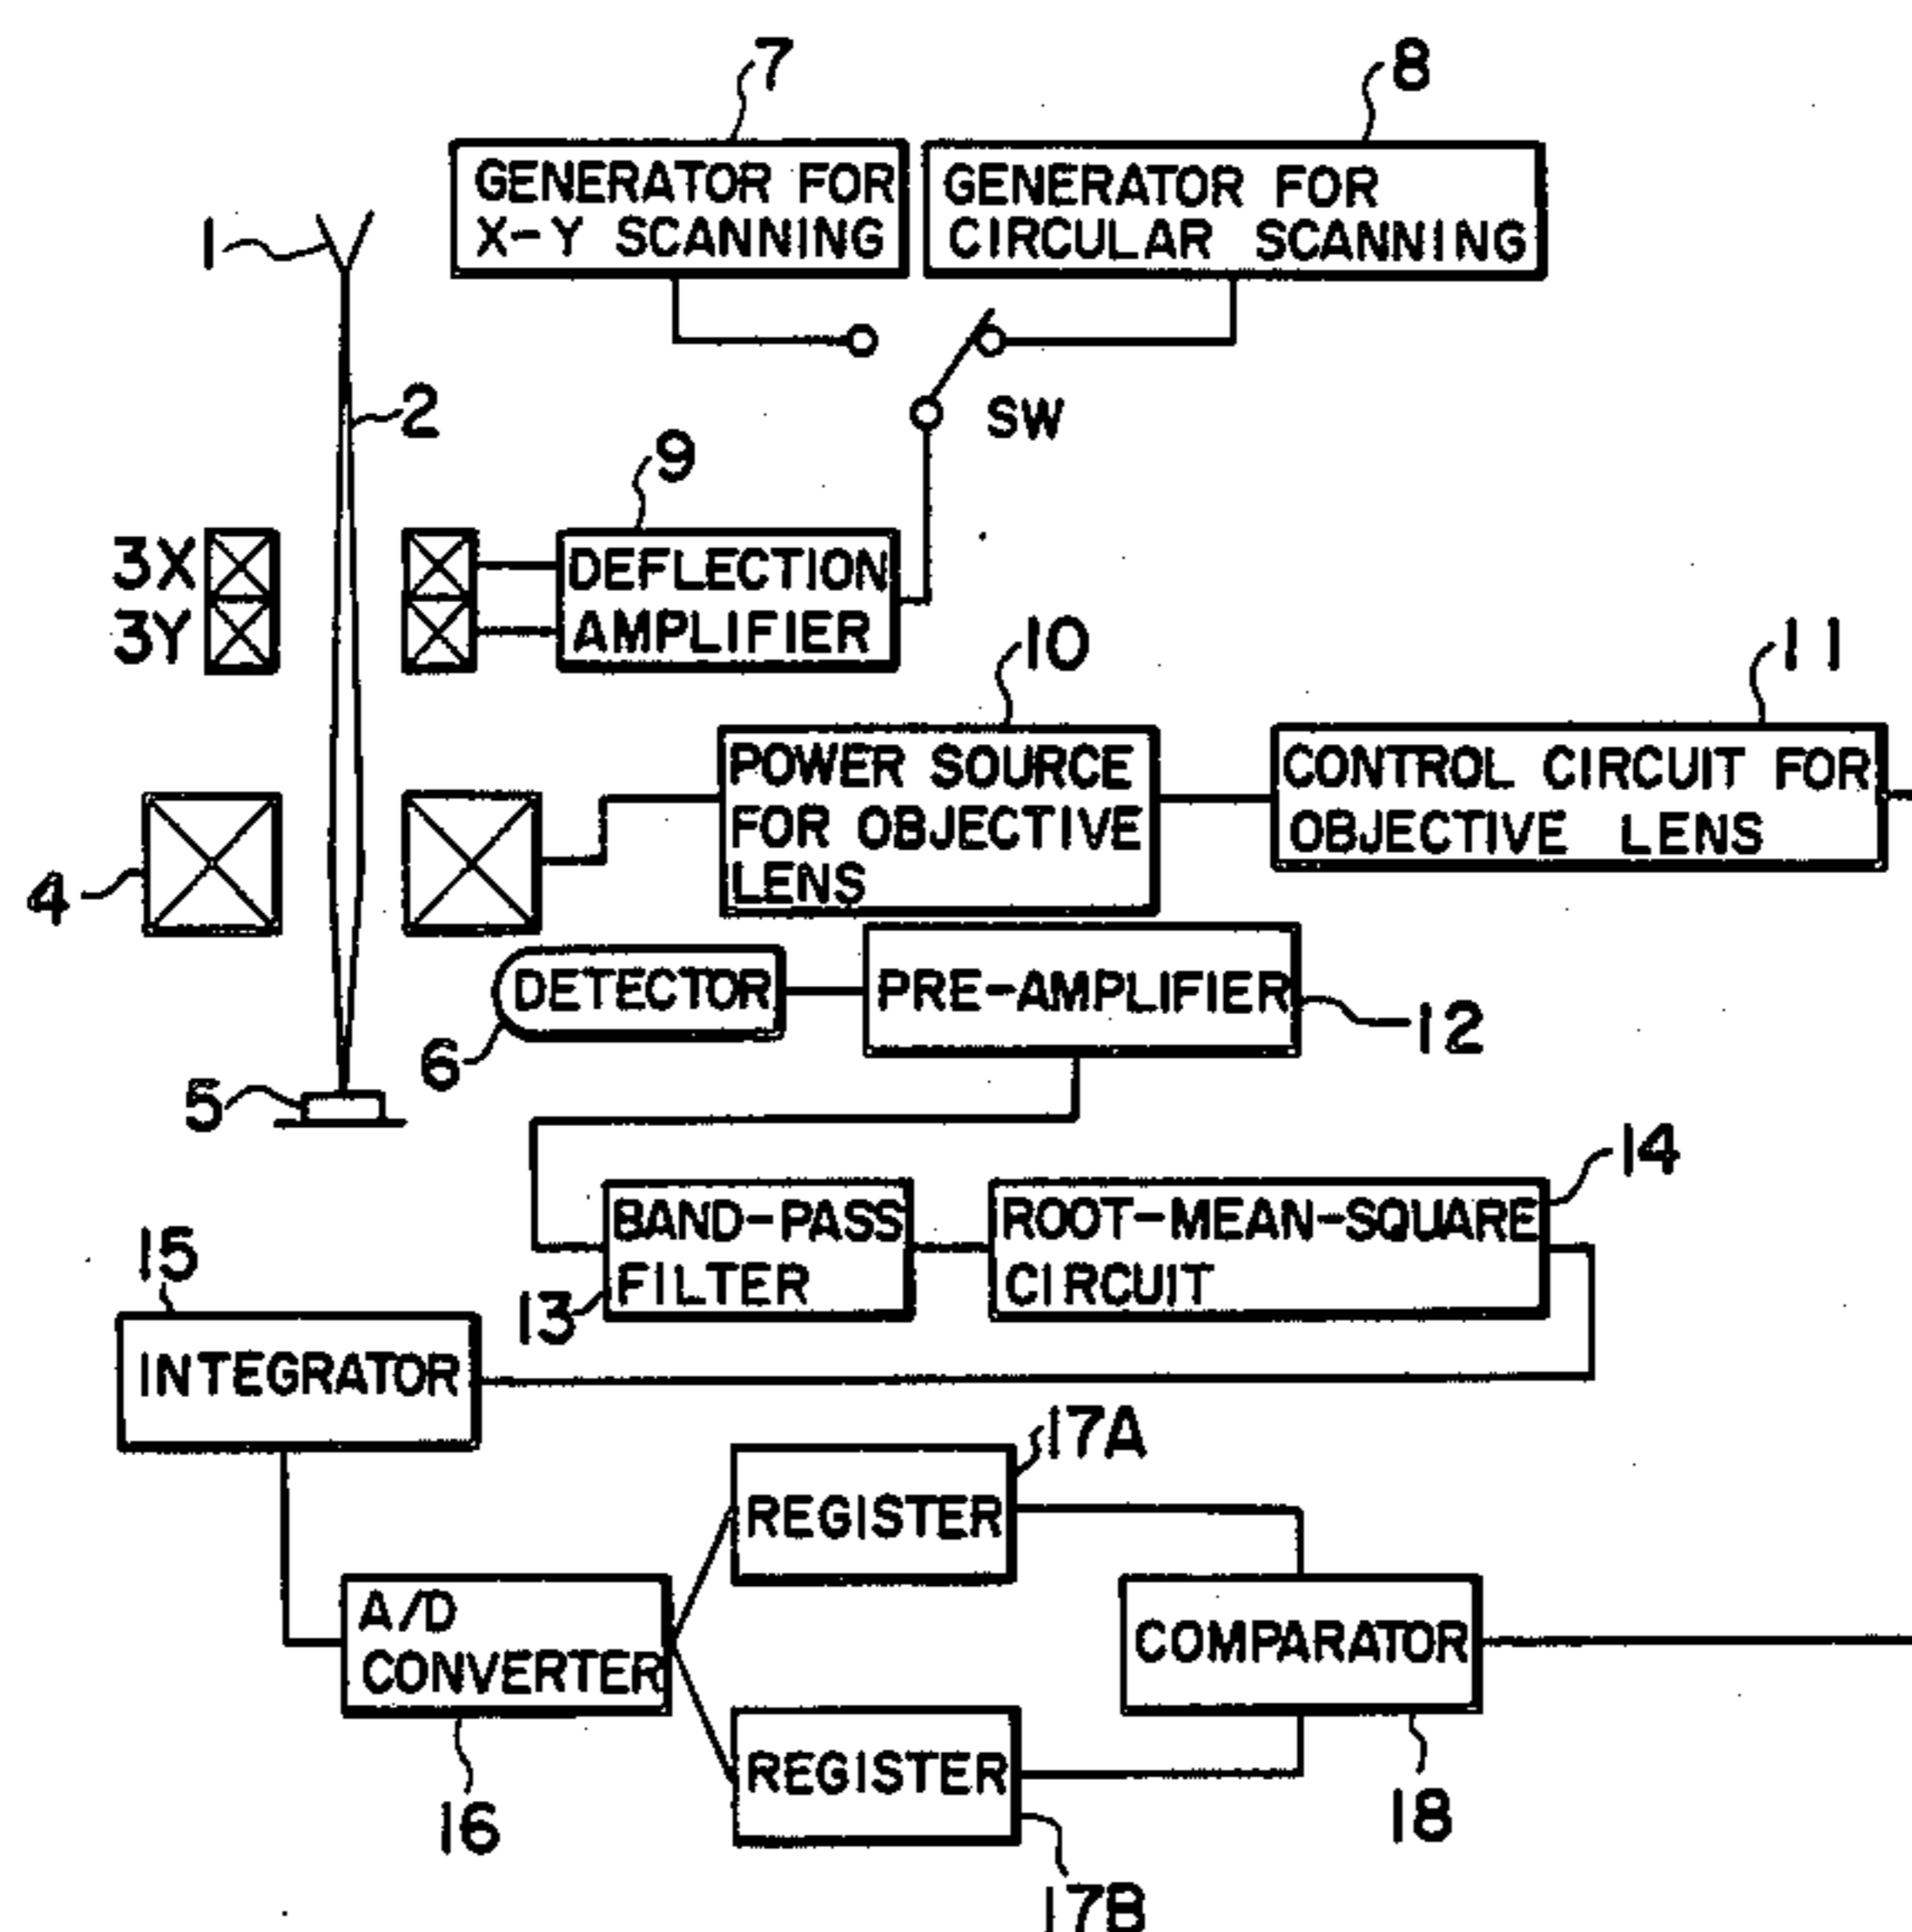 7
8
GENERATOR FOR
X-Y SCANNING
GENERATOR FOR
CIRCULAR SCANNING
1
2
SW
9
3X
3Y
DEFLECTION
AMPLIFIER
10
11
POWER SOURCE
FOR OBJECTIVE
LENS
CONTROL CIRCUIT FOR
OBJECTIVE LENS
4
DETECTOR
PRE-AMPLIFIER
12
6
5
14
BAND-PASS
FILTER
ROOT-MEAN-SQUARE
CIRCUIT
13
15
INTEGRATOR
17A
REGISTER
A/D
CONVERTER
COMPARATOR
REGISTER
16
18
17B